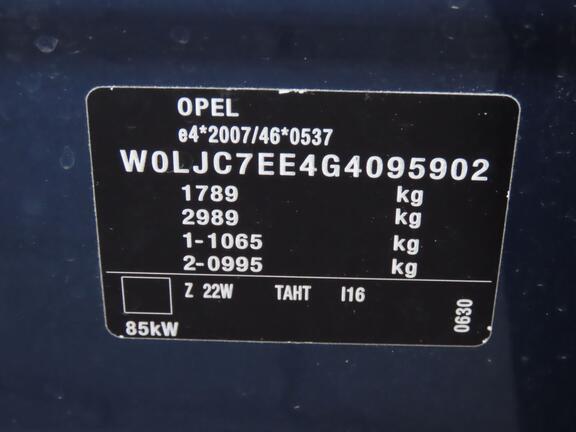 OPEL
e4*2007/46*0537
W0LJC7EE4G4095902
1789 kg
2989 kg
1-1065 kg
2-0995 kg
Z 22W TAHT I16
85kW
0630